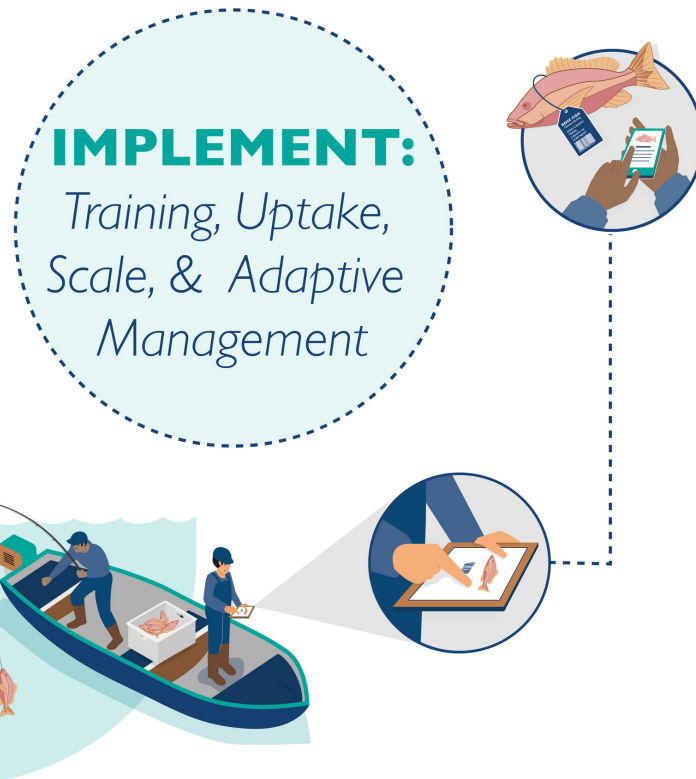 IMPLEMENT:
Training, Uptake,
Scale, & Adaptive
Management